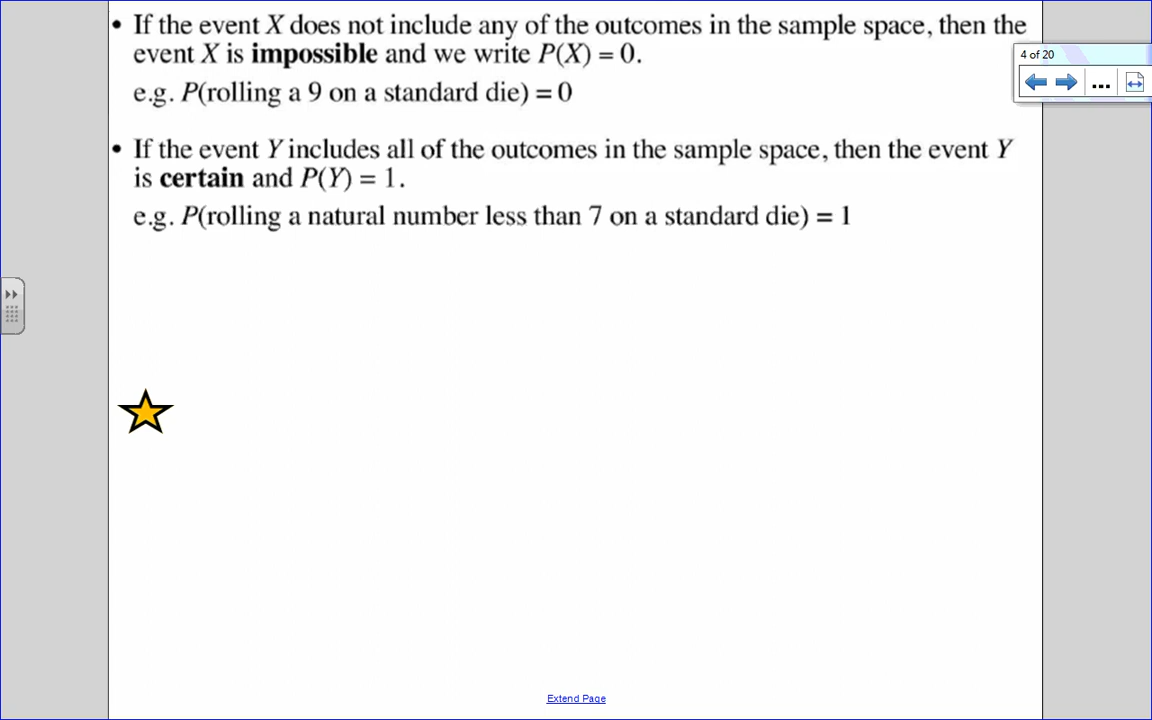 • If the event X does not include any of the outcomes in the sample space, then the
event X is impossible and we write P(X) = 0.
4 of 20
...
e.g. P(rolling a 9 on a standard die) = 0
• If the event Y includes all of the outcomes in the sample space, then the event Y
is certain and P(Y) = 1.
e.g. P(rolling a natural number less than 7 on a standard die) = 1
Extend Page